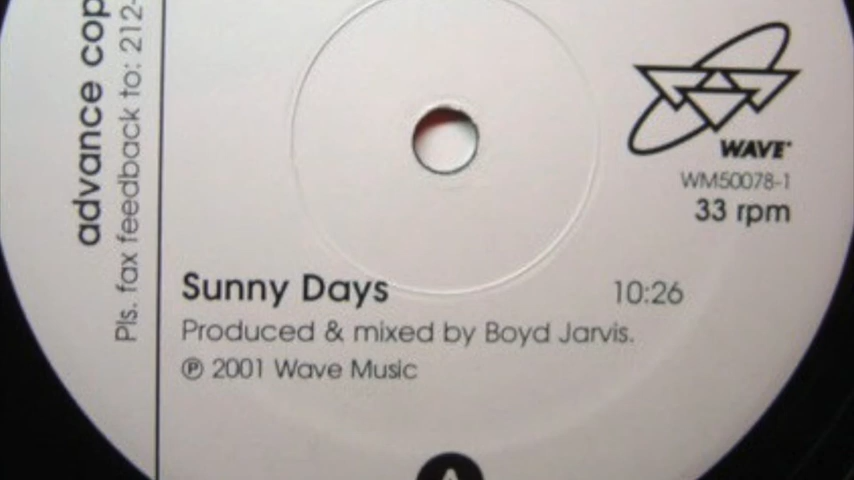 advance cop
Pls. fax feedback to: 212-
WAVE
WM50078-1
33 rpm
Sunny Days 10:26
Produced & mixed by Boyd Jarvis.
℗ 2001 Wave Music
A